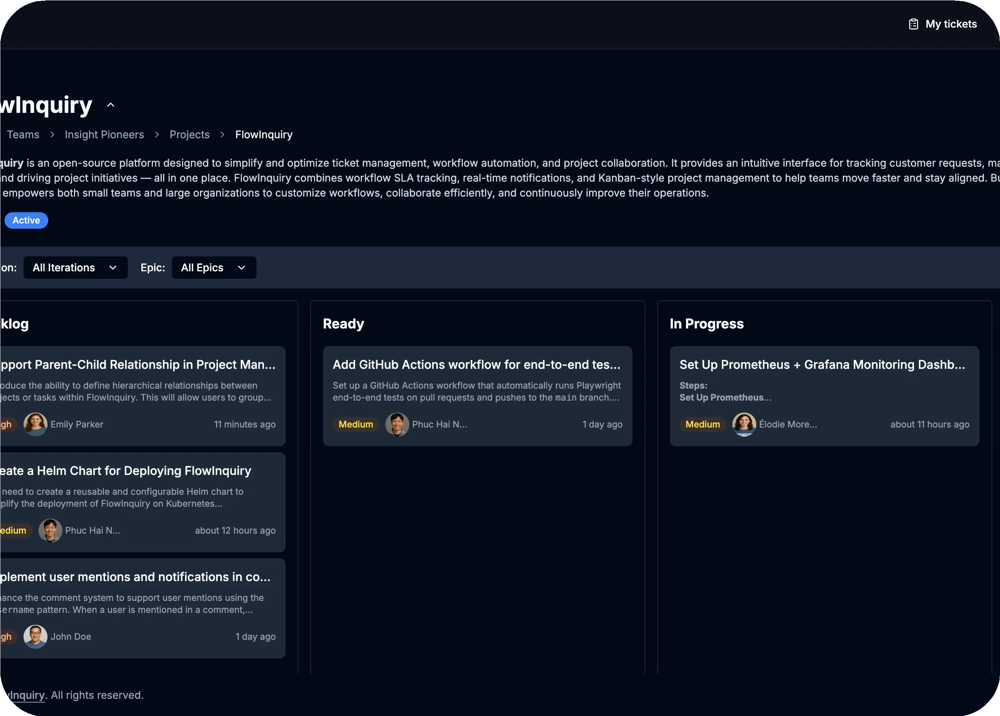 My tickets
wInquiry
Teams > Insight Pioneers > Projects > FlowInquiry
quiry is an open-source platform designed to simplify and optimize ticket management, workflow automation, and project collaboration. It provides an intuitive interface for tracking customer requests, ma
nd driving project initiatives — all in one place. FlowInquiry combines workflow SLA tracking, real-time notifications, and Kanban-style project management to help teams move faster and stay aligned. Bu
empowers both small teams and large organizations to customize workflows, collaborate efficiently, and continuously improve their operations.
Active
on: All Iterations Epic: All Epics
klog
pport Parent-Child Relationship in Project Man...
oduce the ability to define hierarchical relationships between
jects or tasks within FlowInquiry. This will allow users to group...
gh Emily Parker 11 minutes ago
eate a Helm Chart for Deploying FlowInquiry
need to create a reusable and configurable Helm chart to
plify the deployment of FlowInquiry on Kubernetes...
edium Phuc Hai N... about 12 hours ago
plement user mentions and notifications in co...
ance the comment system to support user mentions using the
ername pattern. When a user is mentioned in a comment,...
gh John Doe 1 day ago
Ready
Add GitHub Actions workflow for end-to-end tes...
Set up a GitHub Actions workflow that automatically runs Playwright
end-to-end tests on pull requests and pushes to the main branch....
Medium Phuc Hai N... 1 day ago
In Progress
Set Up Prometheus + Grafana Monitoring Dashb...
Steps:
Set Up Prometheus...
Medium Élodie More... about 11 hours ago
wInquiry. All rights reserved.